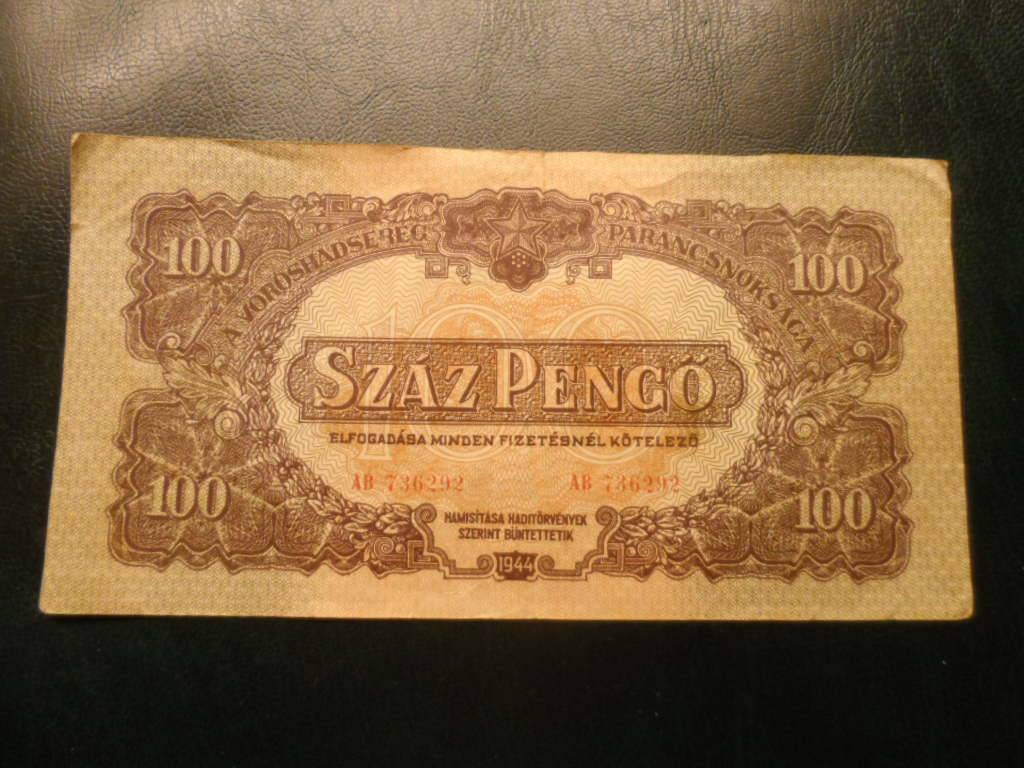 A VÖRÖSHADSEREG PARANCSNOKSÁGA
100 100
100
SZÁZ PENGŐ
ELFOGADÁSA MINDEN FIZETÉSNÉL KÖTELEZŐ
AB 736292 AB 736292
100 100
HAMISÍTÁSA HADITÖRVÉNYEK
SZERINT BÜNTETTETIK
1944